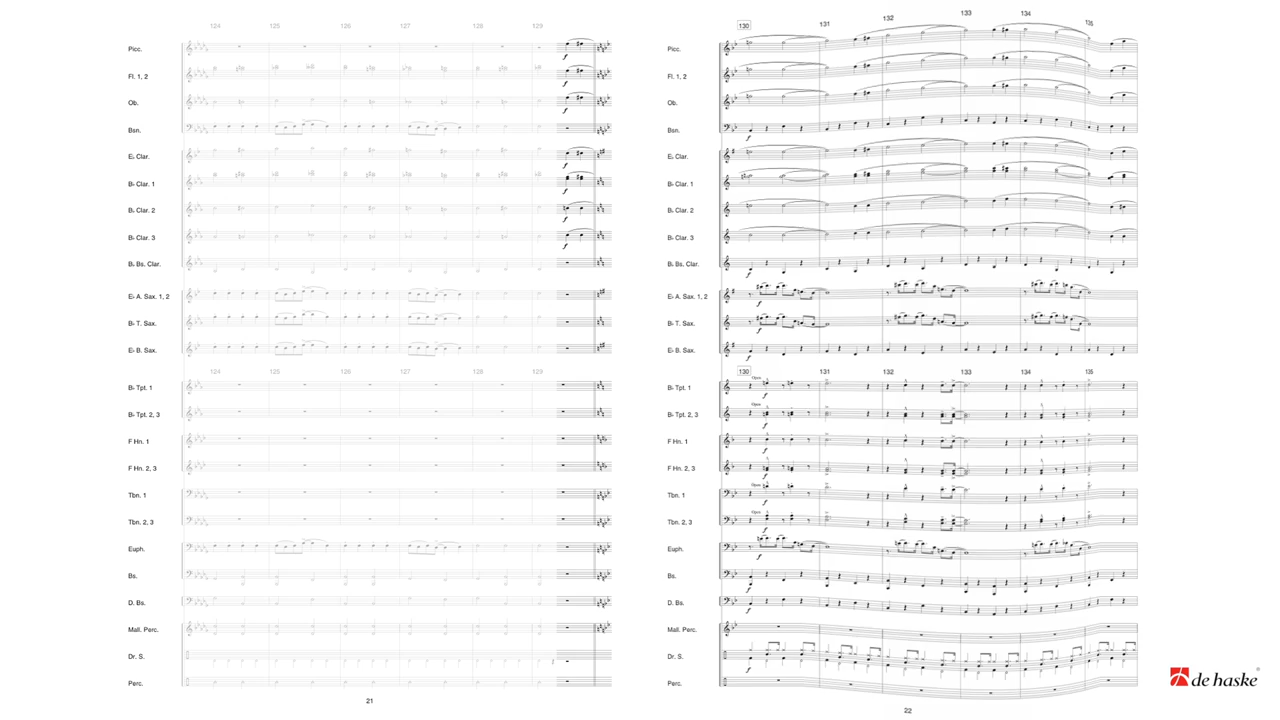 124 125 126 127 128 129
Picc.
Fl. 1, 2
Ob.
Bsn.
E♭ Clar.
B♭ Clar. 1
B♭ Clar. 2
B♭ Clar. 3
B♭ Bs. Clar.
E♭ A. Sax. 1, 2
B♭ T. Sax.
E♭ B. Sax.
124 125 126 127 128 129
B♭ Tpt. 1
B♭ Tpt. 2, 3
F Hn. 1
F Hn. 2, 3
Tbn. 1
Tbn. 2, 3
Euph.
Bs.
D. Bs.
Mall. Perc.
Dr. S.
Perc.
21
130 131 132 133 134 135
Picc.
Fl. 1, 2
Ob.
Bsn.
E♭ Clar.
B♭ Clar. 1
B♭ Clar. 2
B♭ Clar. 3
B♭ Bs. Clar.
E♭ A. Sax. 1, 2
B♭ T. Sax.
E♭ B. Sax.
130 131 132 133 134 135
Open
B♭ Tpt. 1
Open
B♭ Tpt. 2, 3
F Hn. 1
F Hn. 2, 3
Open
Tbn. 1
Open
Tbn. 2, 3
Euph.
Bs.
D. Bs.
Mall. Perc.
Dr. S.
Perc.
22
de haske®